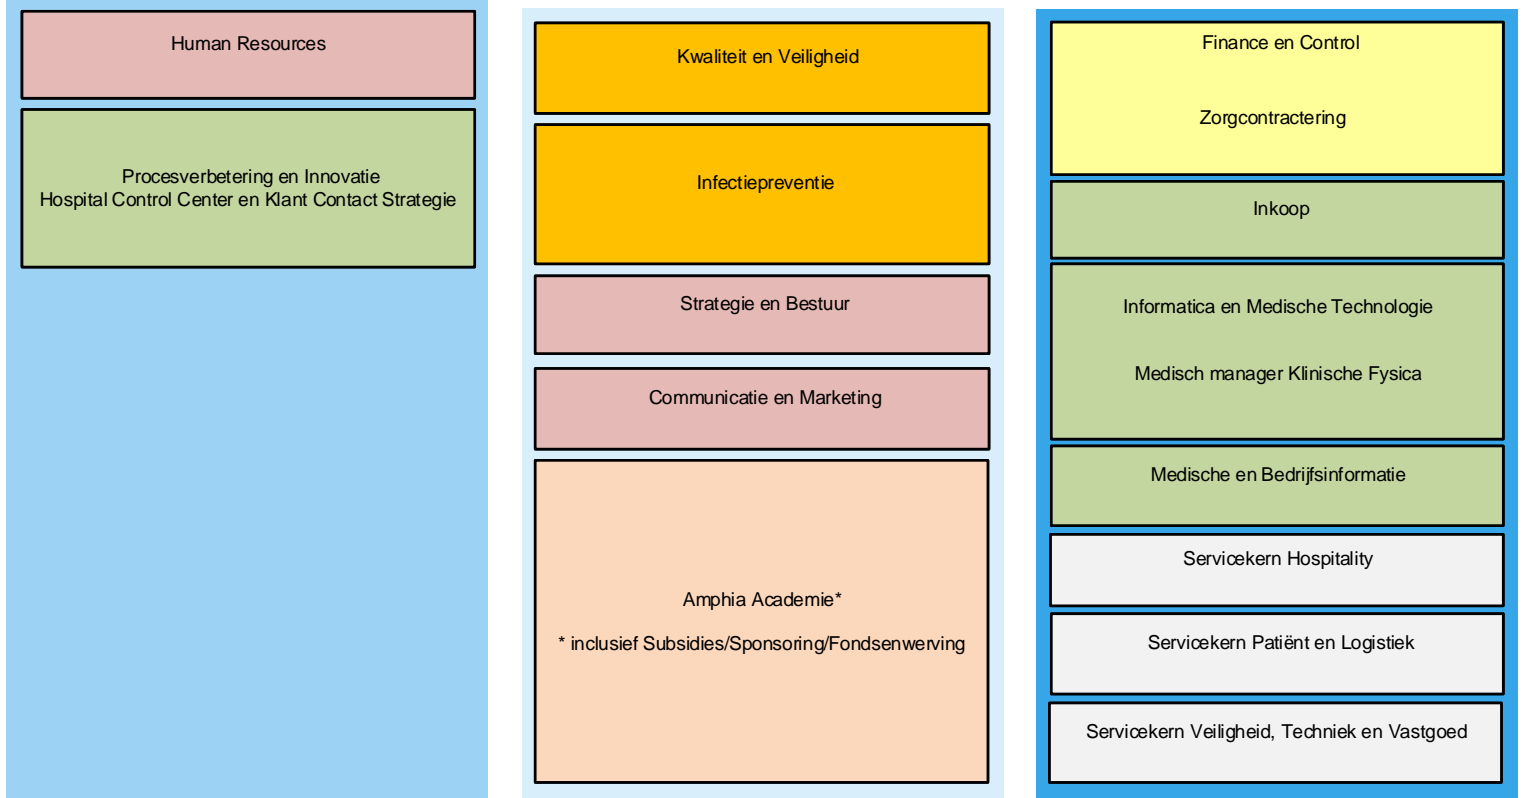 Human Resources
Procesverbetering en Innovatie
Hospital Control Center en Klant Contact Strategie
Kwaliteit en Veiligheid
Infectiepreventie
Strategie en Bestuur
Communicatie en Marketing
Amphia Academie*
* inclusief Subsidies/Sponsoring/Fondsenwerving
Finance en Control
Zorgcontractering
Inkoop
Informatica en Medische Technologie
Medisch manager Klinische Fysica
Medische en Bedrijfsinformatie
Servicekern Hospitality
Servicekern Patiënt en Logistiek
Servicekern Veiligheid, Techniek en Vastgoed